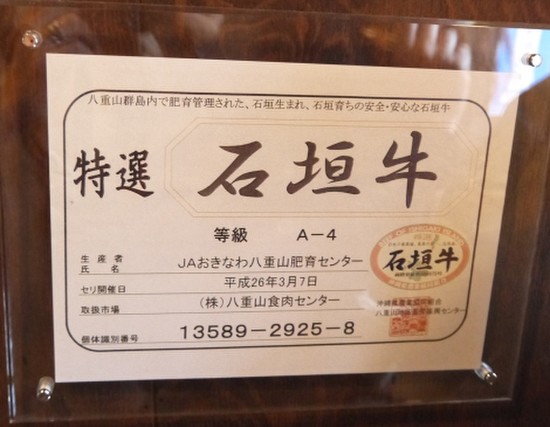 八重山群島内で肥育管理された、石垣生まれ、石垣育ちの安全・安心な石垣牛
特選 石垣牛
等級 A-4
生産者氏名 JAおきなわ八重山肥育センター
セリ開催日 平成26年3月7日
取扱市場 (株)八重山食肉センター
個体識別番号 13589-2925-8
石垣牛